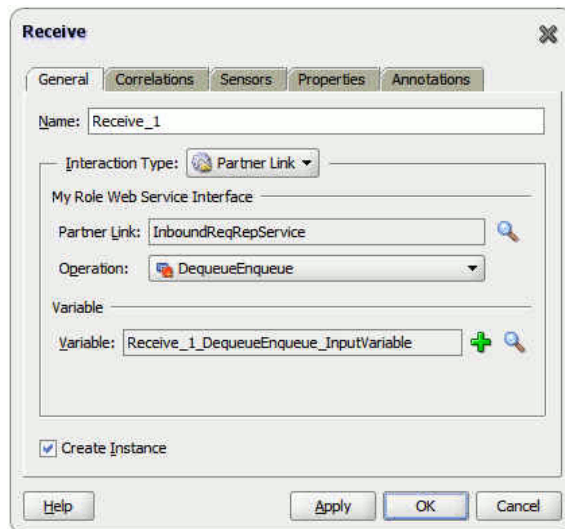 Receive
General Correlations Sensors Properties Annotations
Name: Receive_1
Interaction Type: Partner Link
My Role Web Service Interface
Partner Link: InboundReqRepService
Operation: DequeueEnqueue
Variable
Variable: Receive_1_DequeueEnqueue_InputVariable
Create Instance
Help Apply OK Cancel